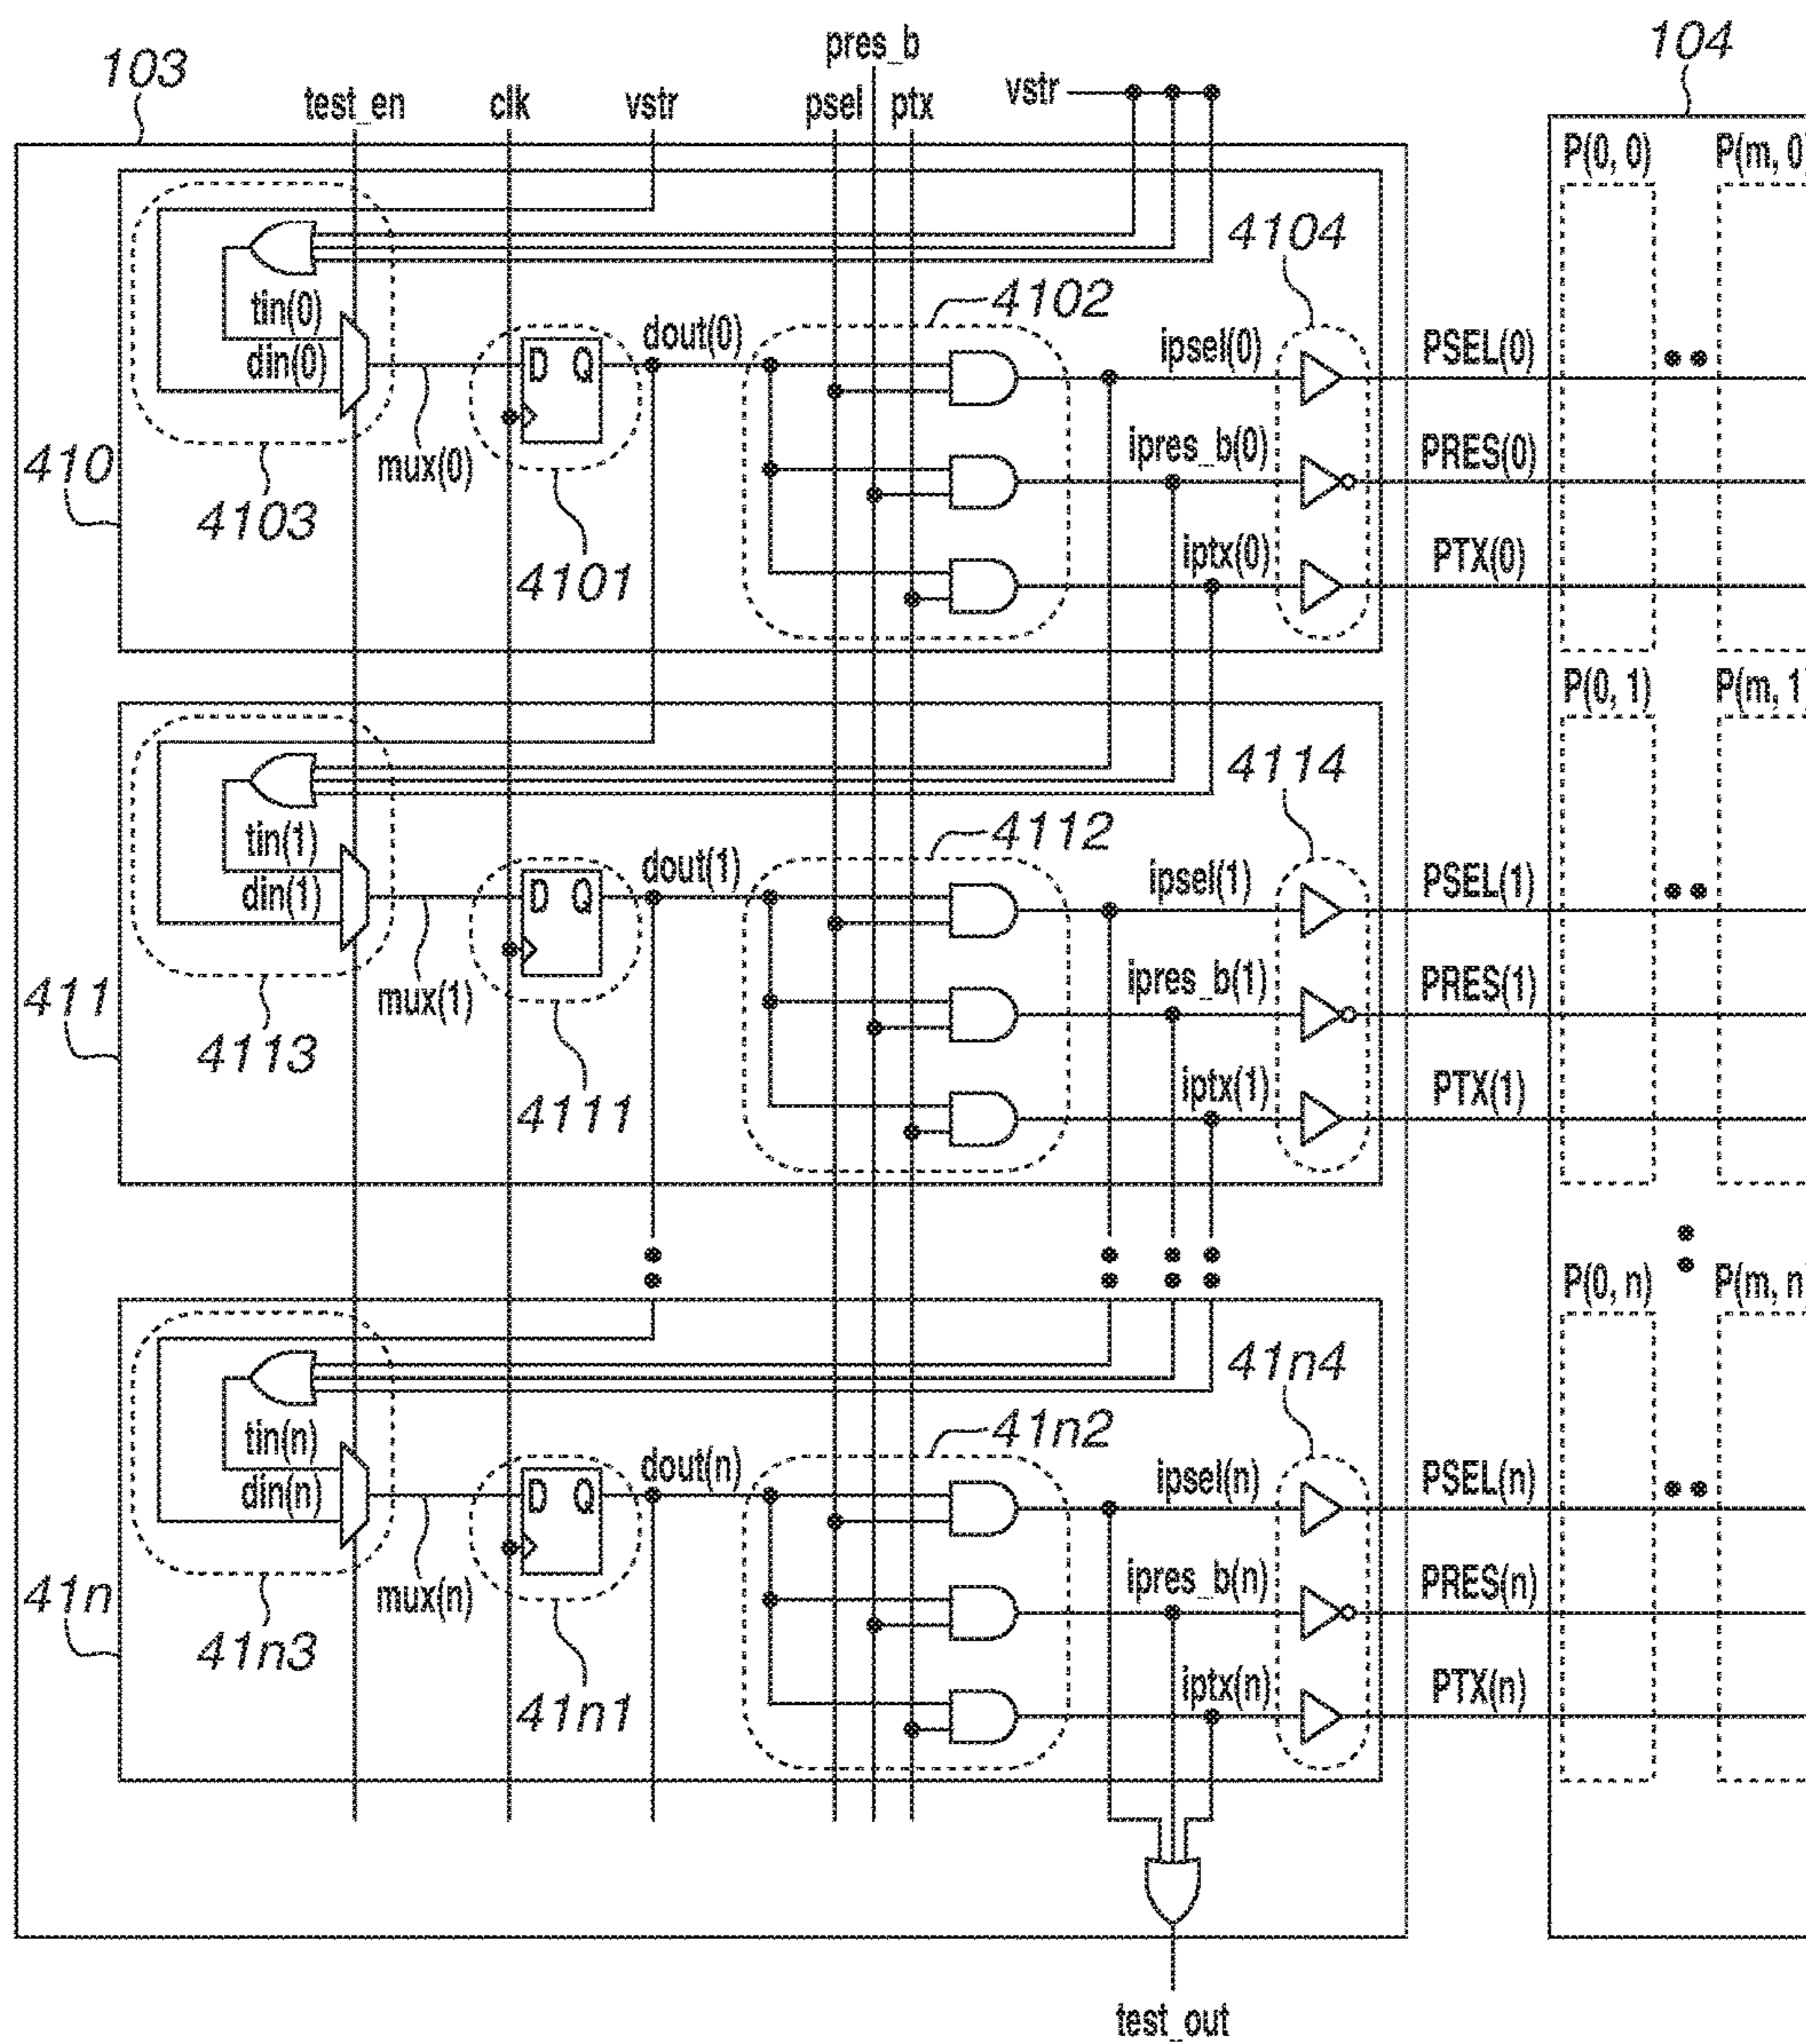 103
104
pres_b
test_en clk vstr psel ptx vstr
P(0, 0) P(m, 0)
4104
tin(0)
din(0)
4102
dout(0)
ipsel(0)
PSEL(0)
D Q
410
mux(0)
ipres_b(0)
PRES(0)
4103
4101
iptx(0)
PTX(0)
P(0, 1) P(m, 1)
4114
tin(1)
din(1)
4112
dout(1)
ipsel(1)
PSEL(1)
D Q
411
mux(1)
ipres_b(1)
PRES(1)
4113
4111
iptx(1)
PTX(1)
P(0, n) P(m, n)
41n4
tin(n)
din(n)
41n2
dout(n)
ipsel(n)
PSEL(n)
D Q
41n
mux(n)
ipres_b(n)
PRES(n)
41n3
41n1
iptx(n)
PTX(n)
test_out